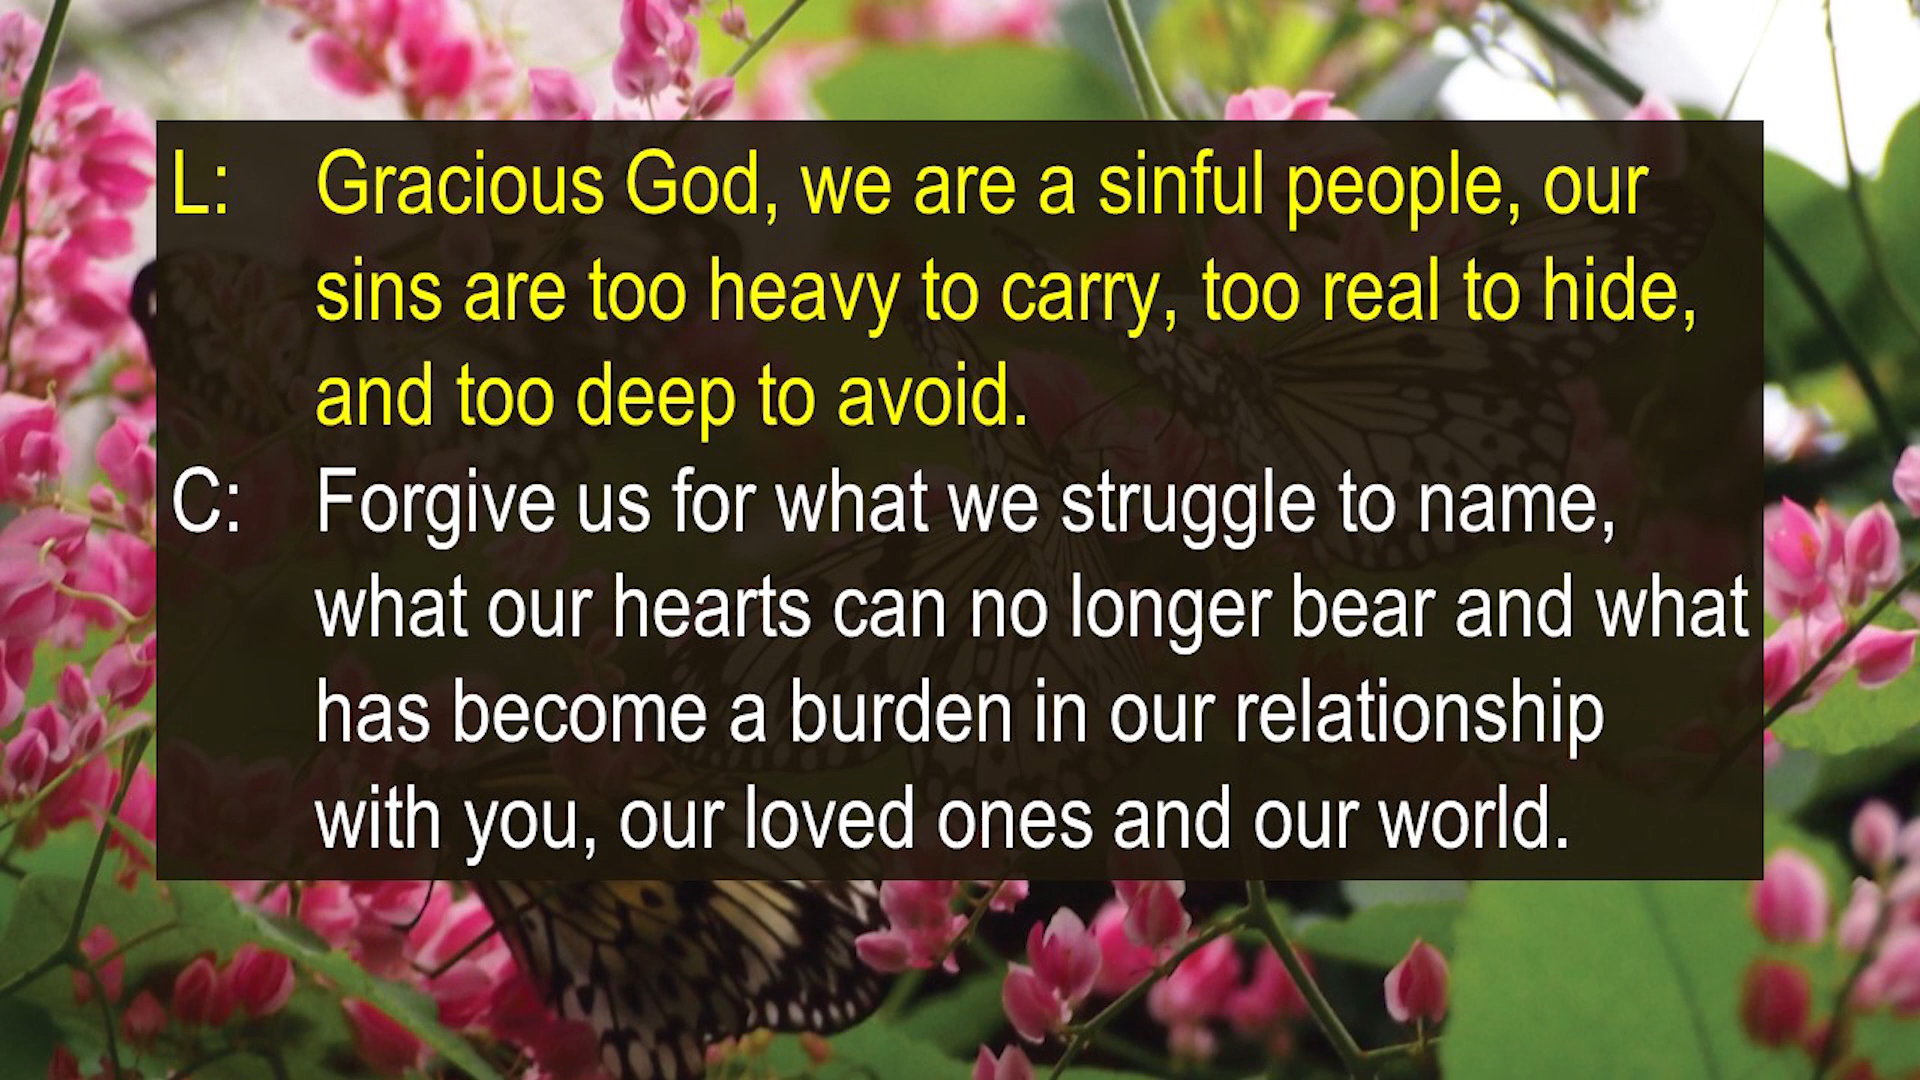 L: Gracious God, we are a sinful people, our
sins are too heavy to carry, too real to hide,
and too deep to avoid.
C: Forgive us for what we struggle to name,
what our hearts can no longer bear and what
has become a burden in our relationship
with you, our loved ones and our world.